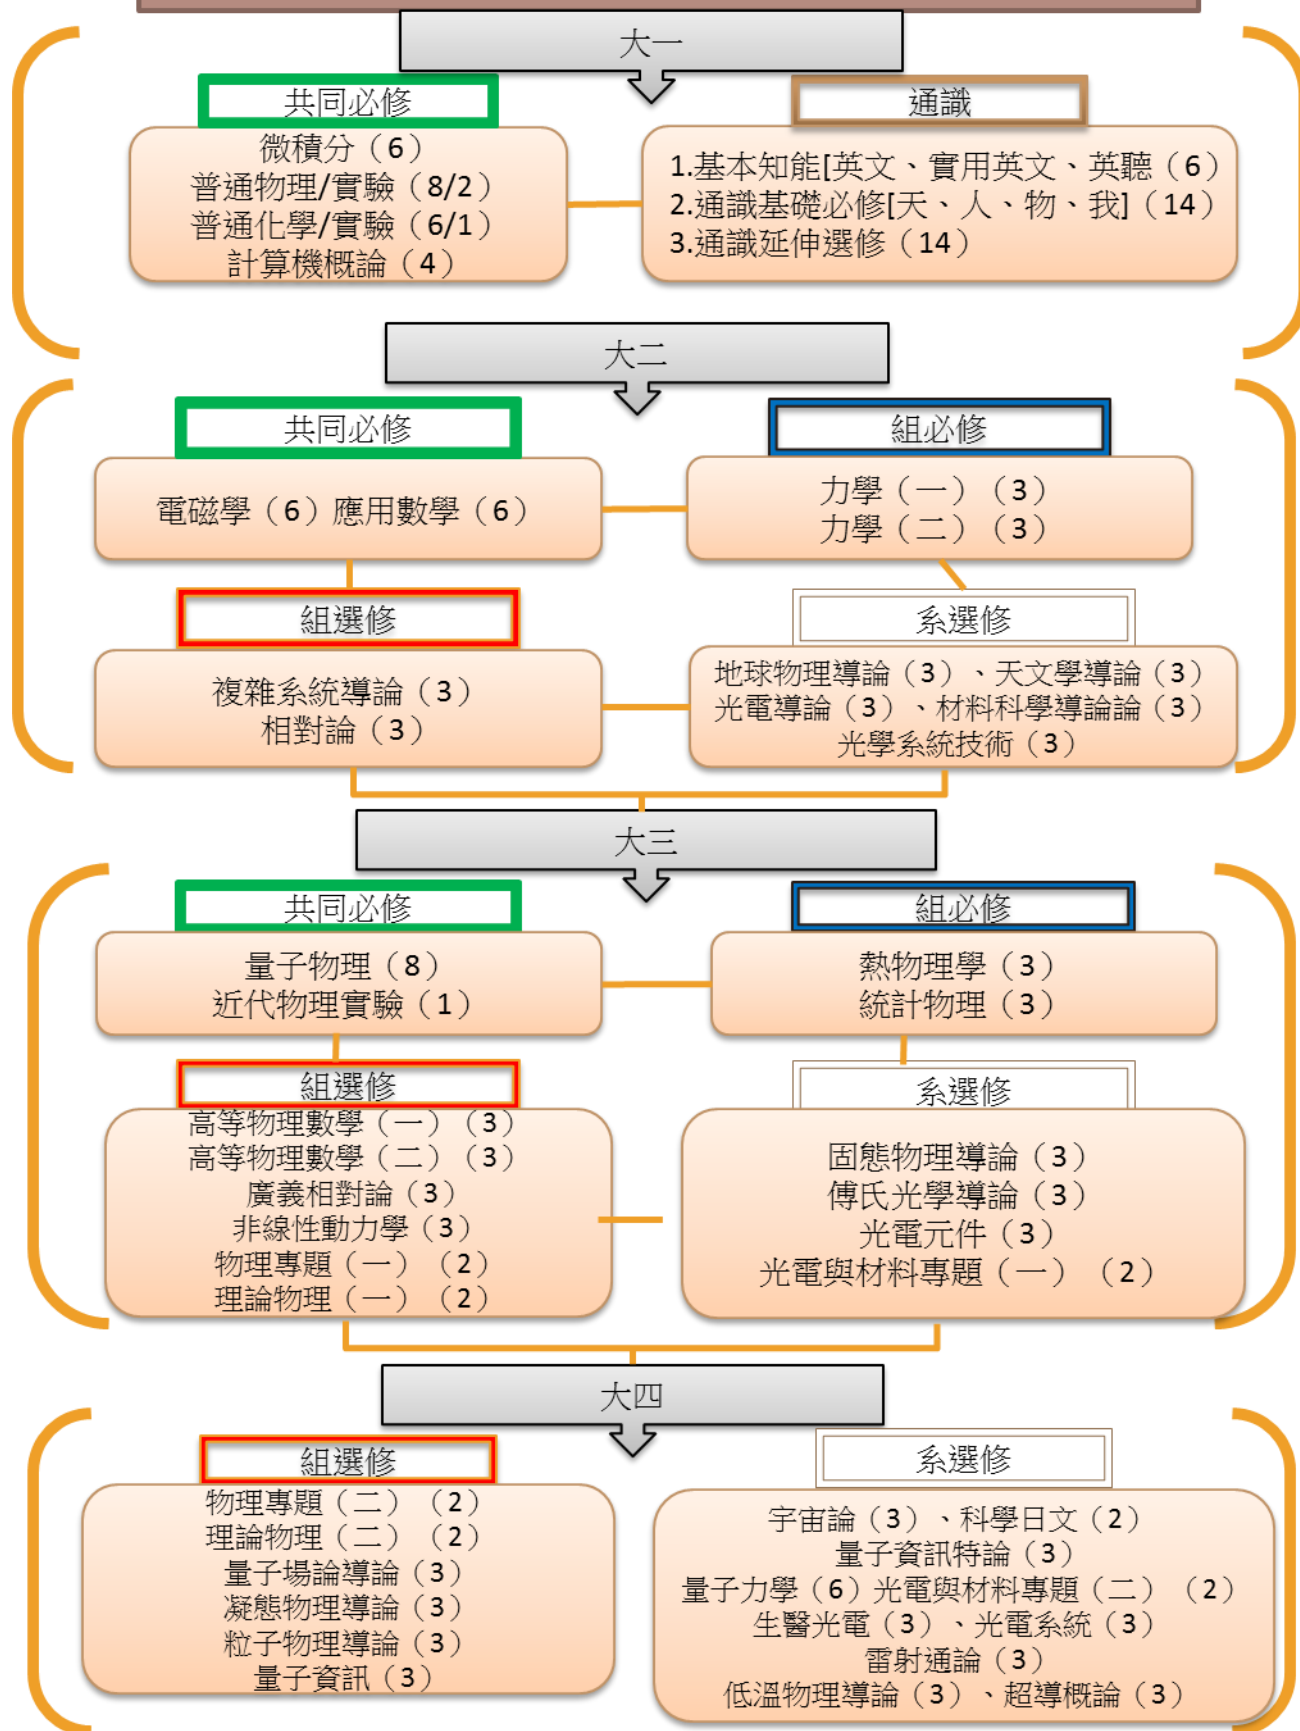 大一
共同必修
微積分（6）
普通物理/實驗（8/2）
普通化學/實驗（6/1）
計算機概論（4）
通識
1.基本知能[英文、實用英文、英聽（6）
2.通識基礎必修[天、人、物、我]（14）
3.通識延伸選修（14）
大二
共同必修
電磁學（6）應用數學（6）
組必修
力學（一）（3）
力學（二）（3）
組選修
複雜系統導論（3）
相對論（3）
系選修
地球物理導論（3）、天文學導論（3）
光電導論（3）、材料科學導論論（3）
光學系統技術（3）
大三
共同必修
量子物理（8）
近代物理實驗（1）
組必修
熱物理學（3）
統計物理（3）
組選修
高等物理數學（一）（3）
高等物理數學（二）（3）
廣義相對論（3）
非線性動力學（3）
物理專題（一）（2）
理論物理（一）（2）
系選修
固態物理導論（3）
傅氏光學導論（3）
光電元件（3）
光電與材料專題（一）（2）
大四
組選修
物理專題（二）（2）
理論物理（二）（2）
量子場論導論（3）
凝態物理導論（3）
粒子物理導論（3）
量子資訊（3）
系選修
宇宙論（3）、科學日文（2）
量子資訊特論（3）
量子力學（6）光電與材料專題（二）（2）
生醫光電（3）、光電系統（3）
雷射通論（3）
低溫物理導論（3）、超導概論（3）